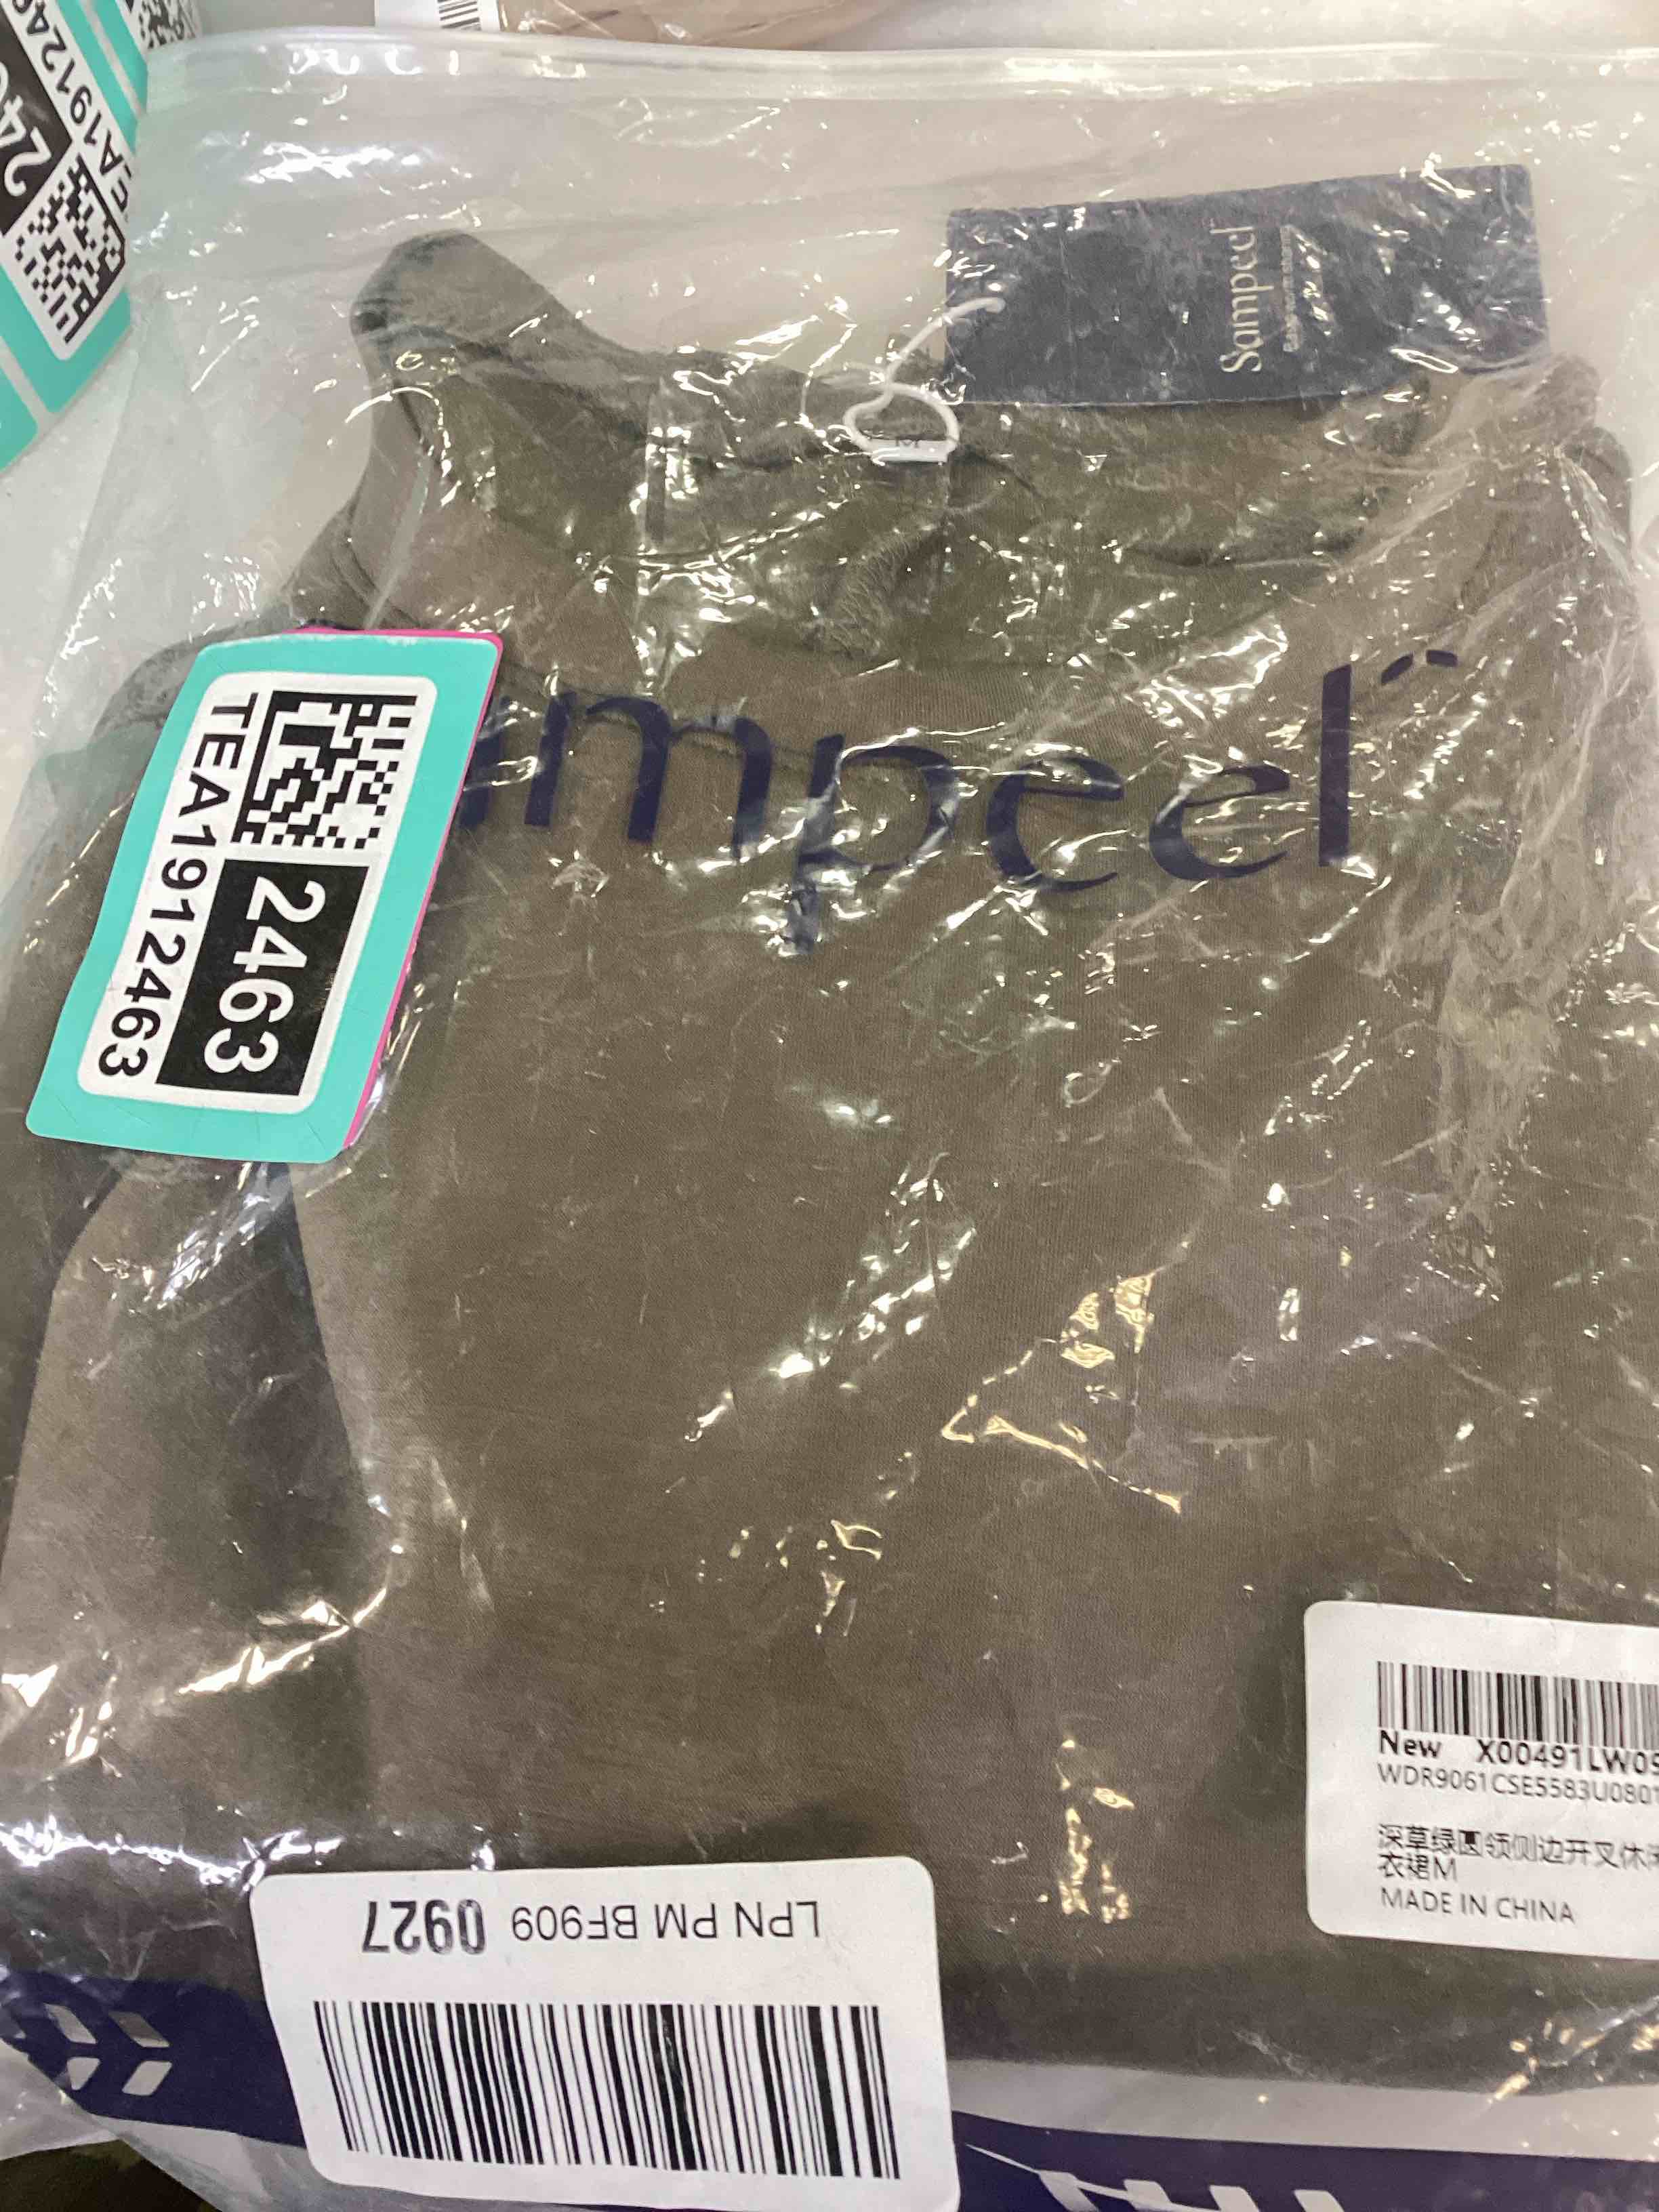 Sampeel
TEA1912463
2463
ampeel
New X00491LW09
WDR9061CSE5583U0801
深草绿圆领侧边开叉休闲
衣裙M
MADE IN CHINA
LPN PM BF909 0927